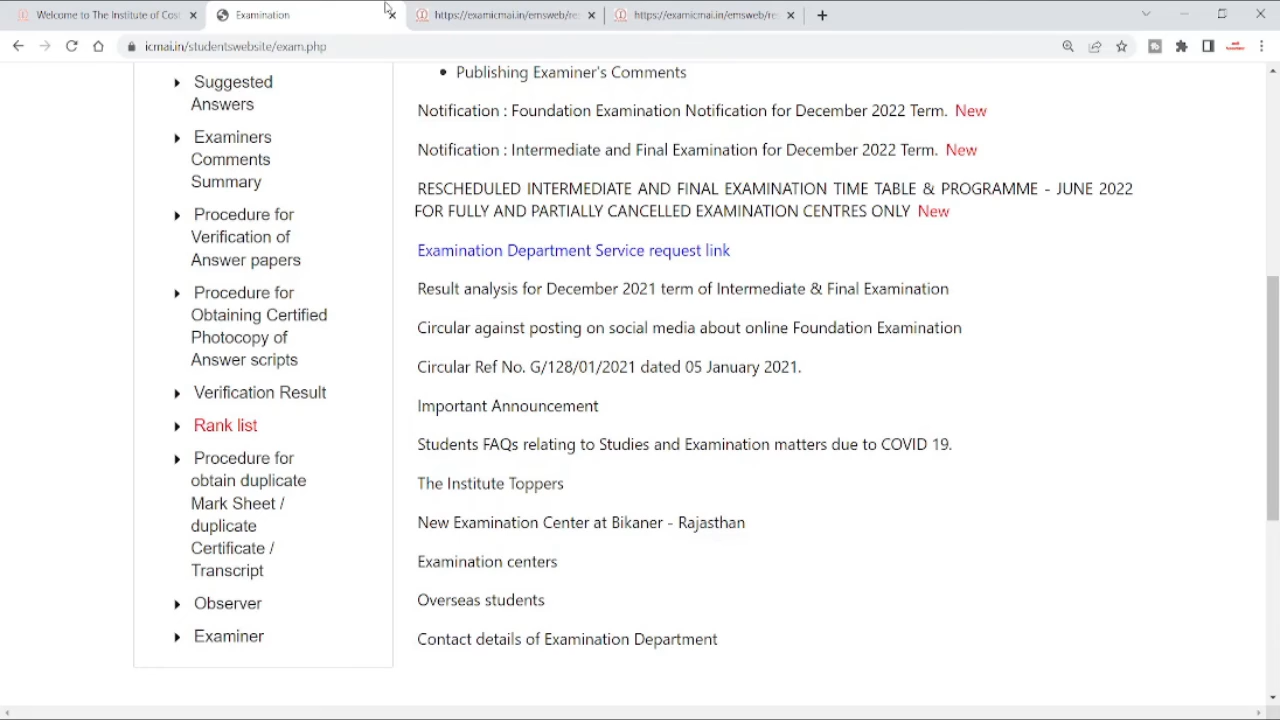 Welcome to The Institute of Cos
Examination
https://examicmai.in/emsweb/re
https://examicmai.in/emsweb/re
icmai.in/studentswebsite/exam.php
Suggested
Answers
Examiners
Comments
Summary
Procedure for
Verification of
Answer papers
Procedure for
Obtaining Certified
Photocopy of
Answer scripts
Verification Result
Rank list
Procedure for
obtain duplicate
Mark Sheet /
duplicate
Certificate /
Transcript
Observer
Examiner
Publishing Examiner's Comments
Notification : Foundation Examination Notification for December 2022 Term. New
Notification : Intermediate and Final Examination for December 2022 Term. New
RESCHEDULED INTERMEDIATE AND FINAL EXAMINATION TIME TABLE & PROGRAMME - JUNE 2022
FOR FULLY AND PARTIALLY CANCELLED EXAMINATION CENTRES ONLY New
Examination Department Service request link
Result analysis for December 2021 term of Intermediate & Final Examination
Circular against posting on social media about online Foundation Examination
Circular Ref No. G/128/01/2021 dated 05 January 2021.
Important Announcement
Students FAQs relating to Studies and Examination matters due to COVID 19.
The Institute Toppers
New Examination Center at Bikaner - Rajasthan
Examination centers
Overseas students
Contact details of Examination Department